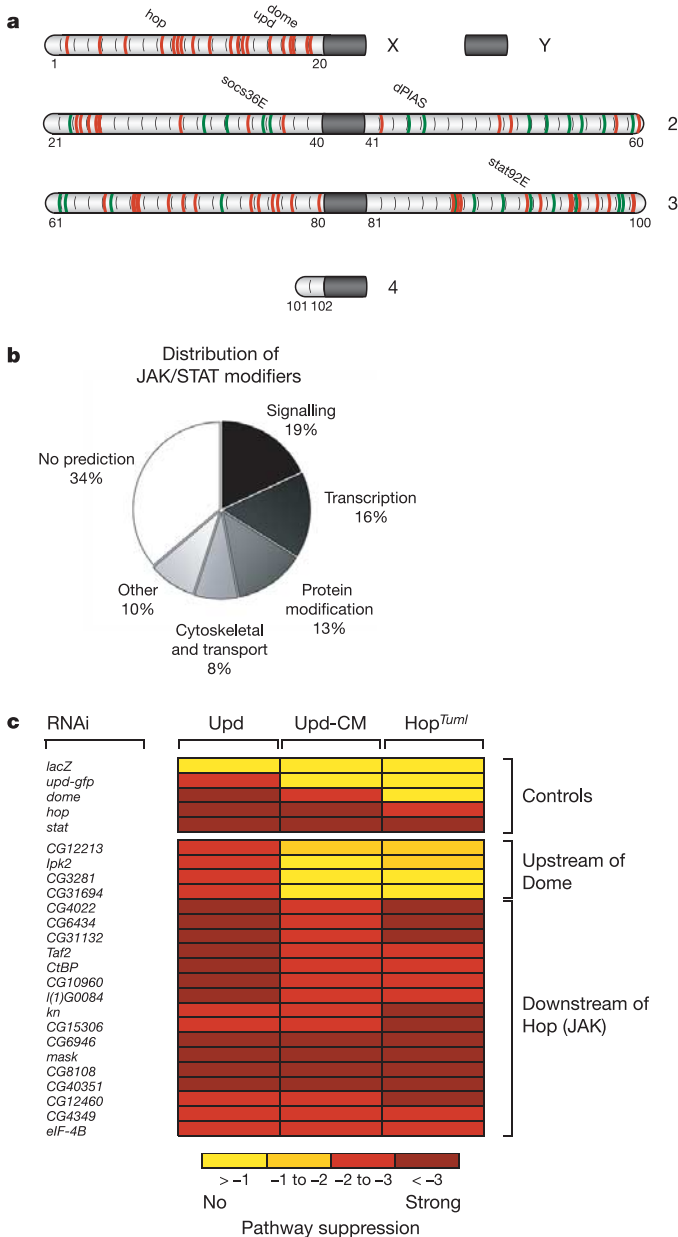 a
hop
upd
dome
X
Y
1
20
socs36E
dPIAS
2
21
40
41
60
stat92E
3
61
80
81
100
4
101 102
b
Distribution of
JAK/STAT modifiers
Signalling
19%
No prediction
34%
Transcription
16%
Other
10%
Protein
modification
13%
Cytoskeletal
and transport
8%
c
RNAi
Upd
Upd-CM
Hop^Tuml
lacZ
upd-gfp
dome
hop
stat
Controls
CG12213
Ipk2
CG3281
CG31694
Upstream of
Dome
CG4022
CG6434
CG31132
Taf2
CtBP
CG10960
l(1)G0084
kn
CG15306
CG6946
mask
CG8108
CG40351
CG12460
CG4349
eIF-4B
Downstream of
Hop (JAK)
> –1
–1 to –2
–2 to –3
< –3
No
Strong
Pathway suppression